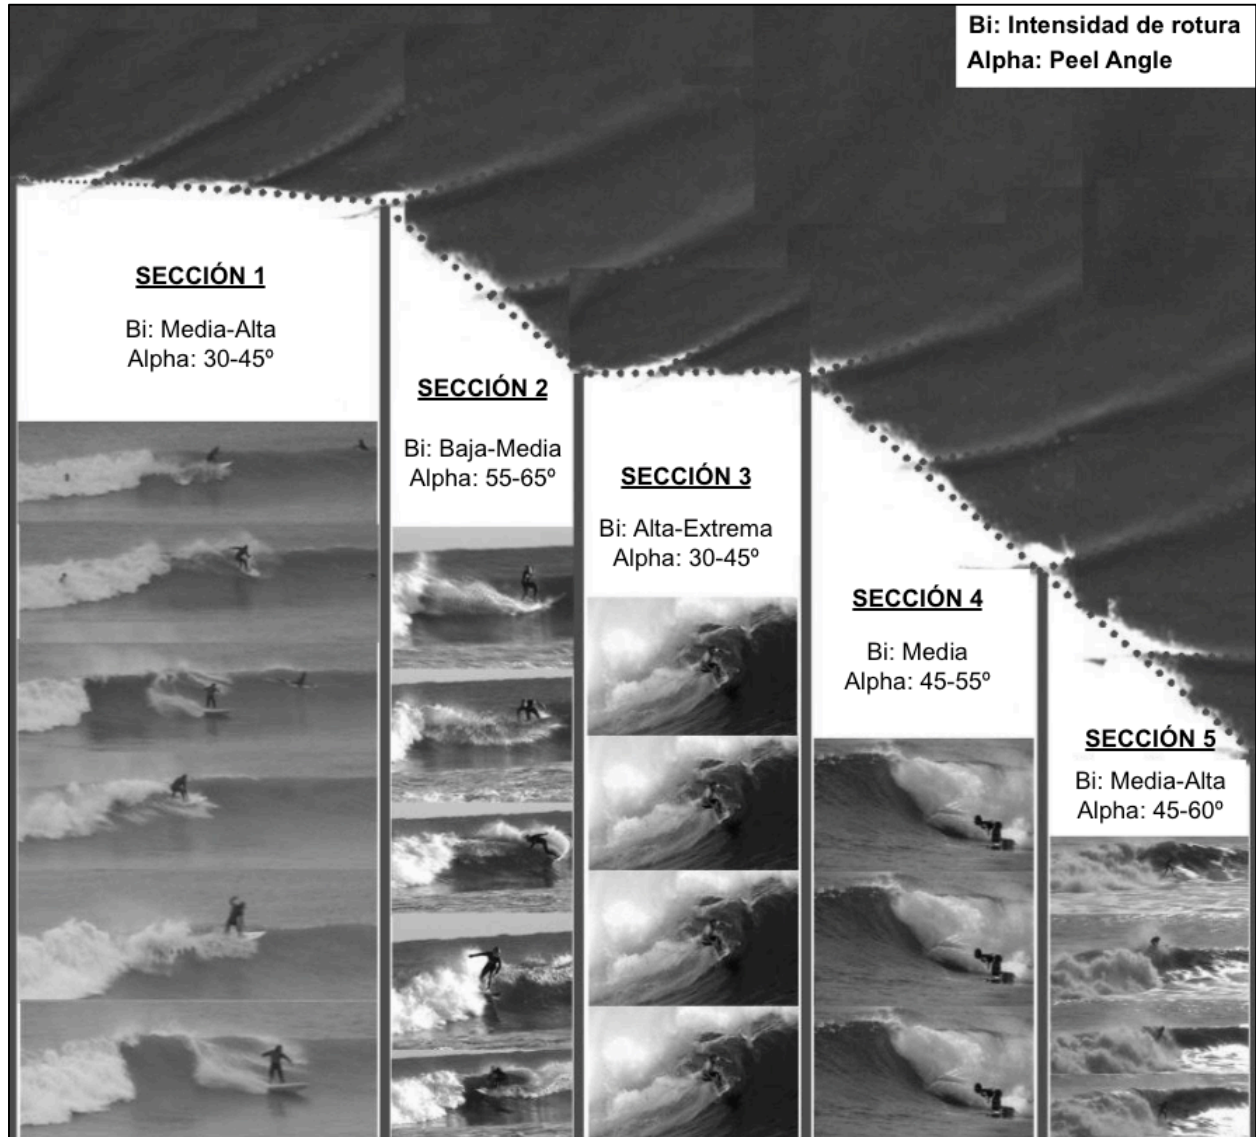 Bi: Intensidad de rotura
Alpha: Peel Angle
SECCIÓN 1
Bi: Media-Alta
Alpha: 30-45º
SECCIÓN 2
Bi: Baja-Media
Alpha: 55-65º
SECCIÓN 3
Bi: Alta-Extrema
Alpha: 30-45º
SECCIÓN 4
Bi: Media
Alpha: 45-55º
SECCIÓN 5
Bi: Media-Alta
Alpha: 45-60º